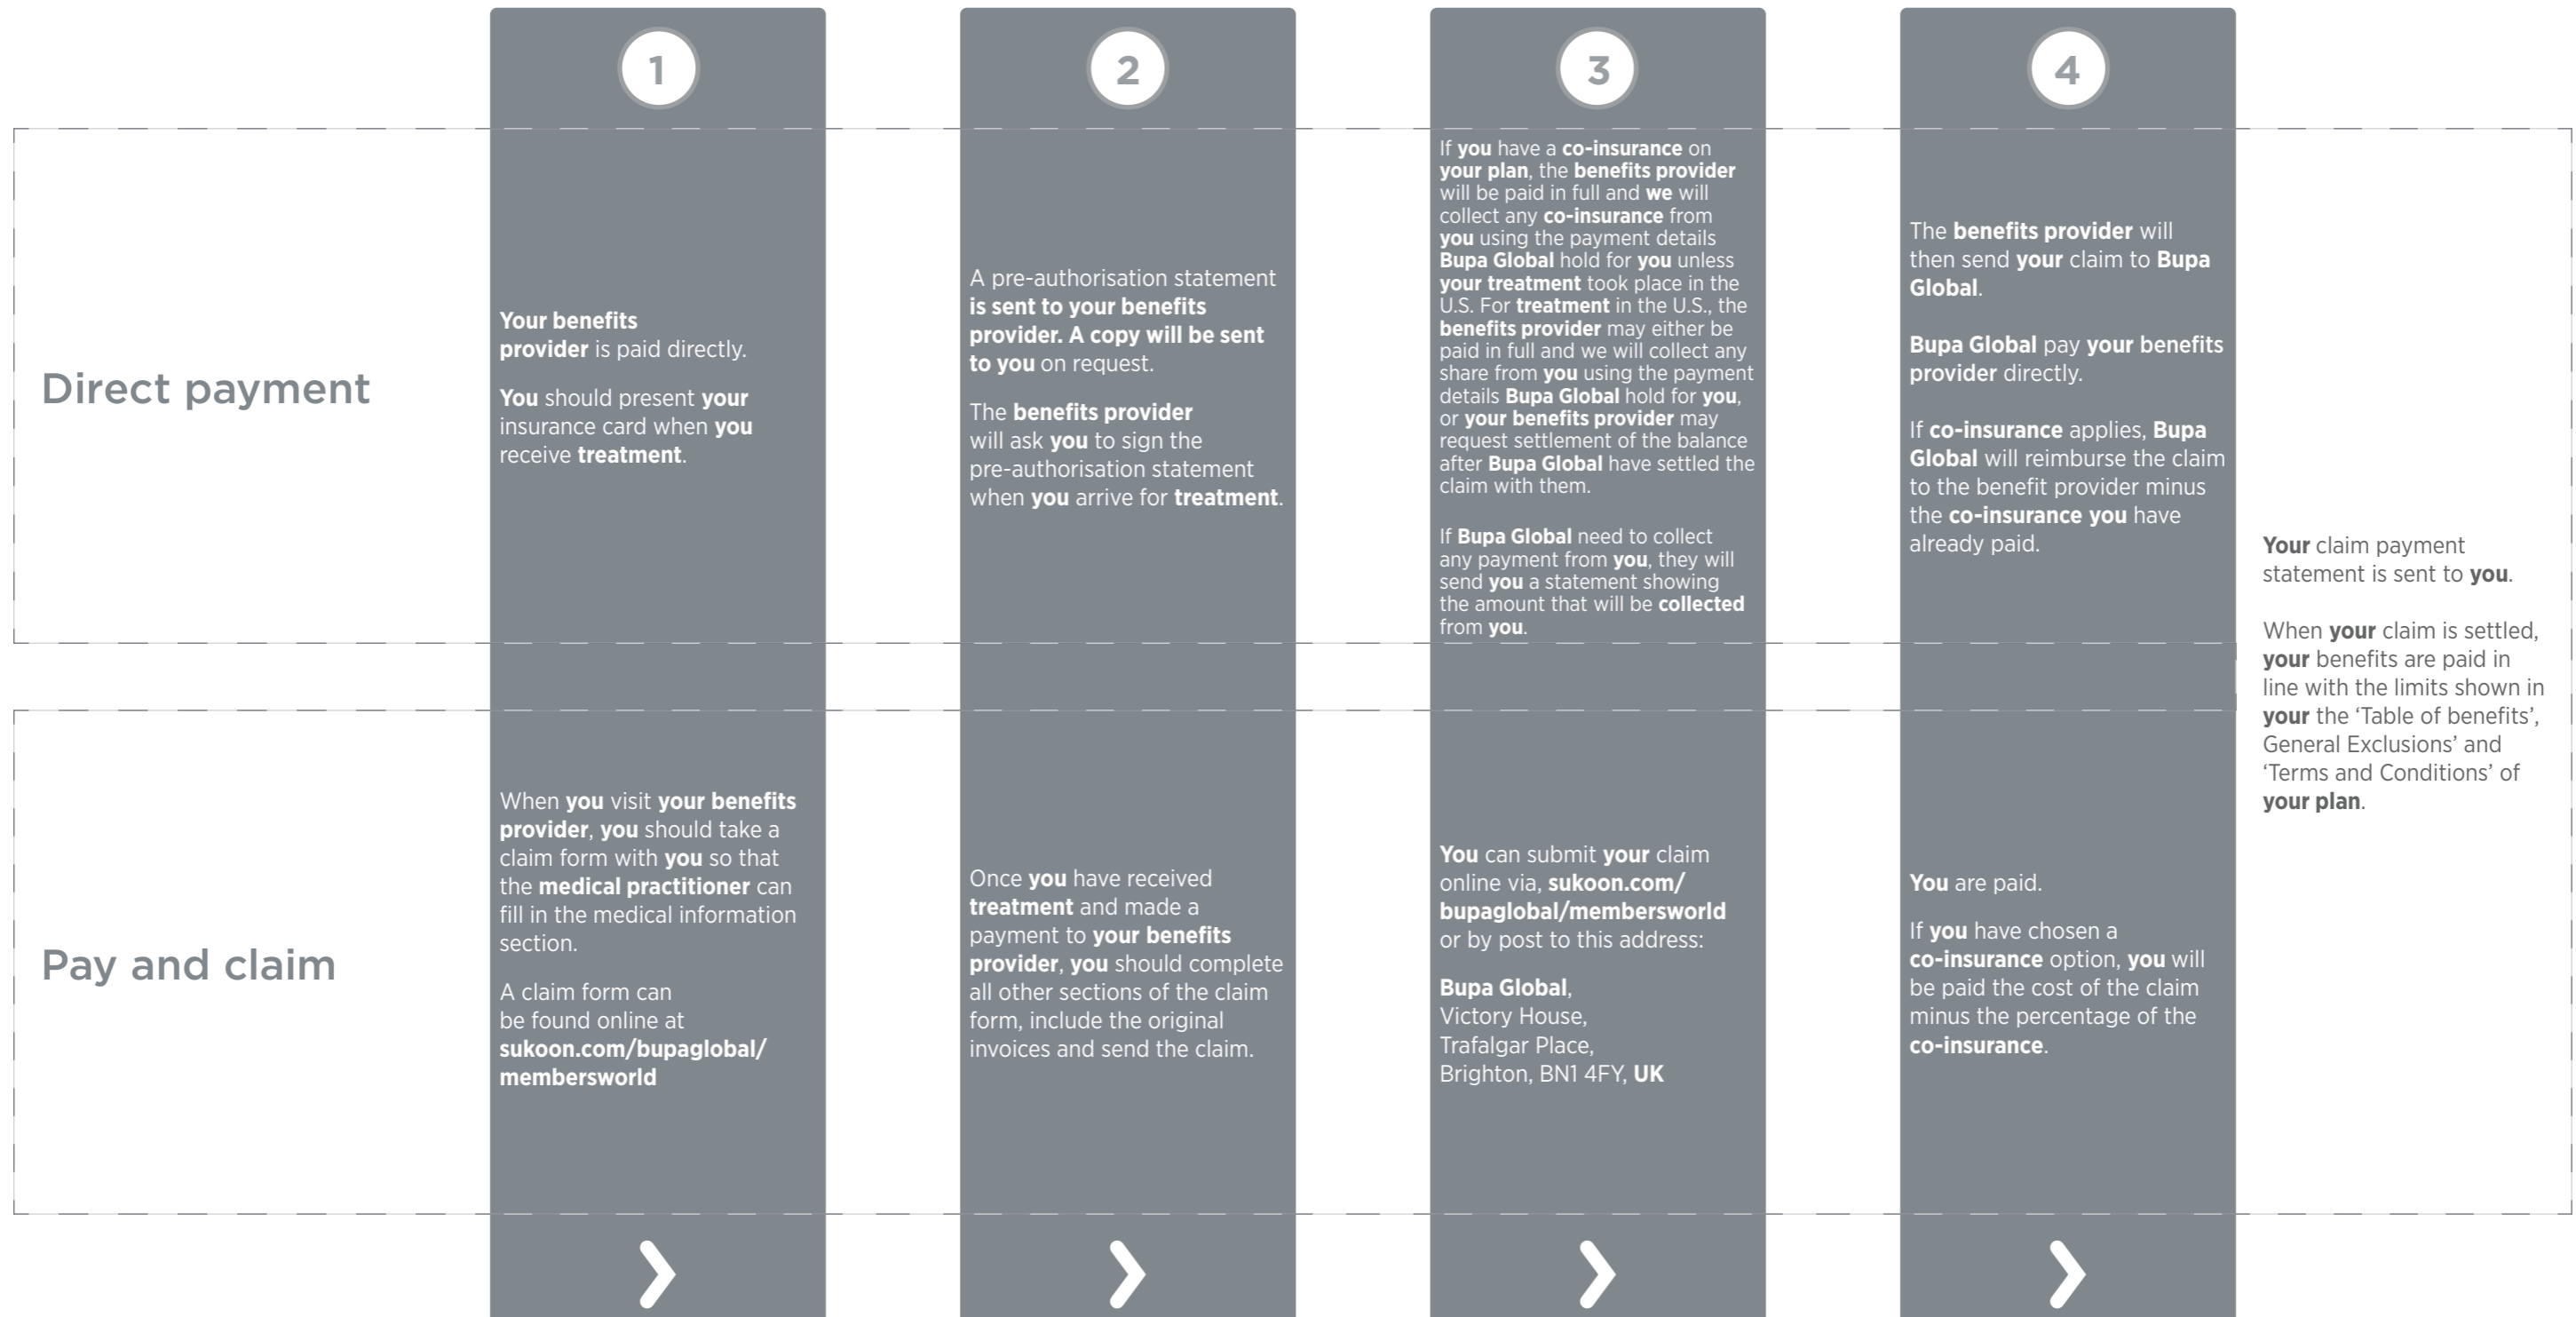 1
2
3
4
Direct payment
Your benefits
provider is paid directly.
You should present your
insurance card when you
receive treatment.
A pre-authorisation statement
is sent to your benefits
provider. A copy will be sent
to you on request.
The benefits provider
will ask you to sign the
pre-authorisation statement
when you arrive for treatment.
If you have a co-insurance on
your plan, the benefits provider
will be paid in full and we will
collect any co-insurance from
you using the payment details
Bupa Global hold for you unless
your treatment took place in the
U.S. For treatment in the U.S., the
benefits provider may either be
paid in full and we will collect any
share from you using the payment
details Bupa Global hold for you,
or your benefits provider may
request settlement of the balance
after Bupa Global have settled the
claim with them.
If Bupa Global need to collect
any payment from you, they will
send you a statement showing
the amount that will be collected
from you.
The benefits provider will
then send your claim to Bupa
Global.
Bupa Global pay your benefits
provider directly.
If co-insurance applies, Bupa
Global will reimburse the claim
to the benefit provider minus
the co-insurance you have
already paid.
Pay and claim
When you visit your benefits
provider, you should take a
claim form with you so that
the medical practitioner can
fill in the medical information
section.
A claim form can
be found online at
sukoon.com/bupaglobal/
membersworld
Once you have received
treatment and made a
payment to your benefits
provider, you should complete
all other sections of the claim
form, include the original
invoices and send the claim.
You can submit your claim
online via, sukoon.com/
bupaglobal/membersworld
or by post to this address:
Bupa Global,
Victory House,
Trafalgar Place,
Brighton, BN1 4FY, UK
You are paid.
If you have chosen a
co-insurance option, you will
be paid the cost of the claim
minus the percentage of the
co-insurance.
Your claim payment
statement is sent to you.
When your claim is settled,
your benefits are paid in
line with the limits shown in
your the ‘Table of benefits’,
General Exclusions’ and
‘Terms and Conditions’ of
your plan.